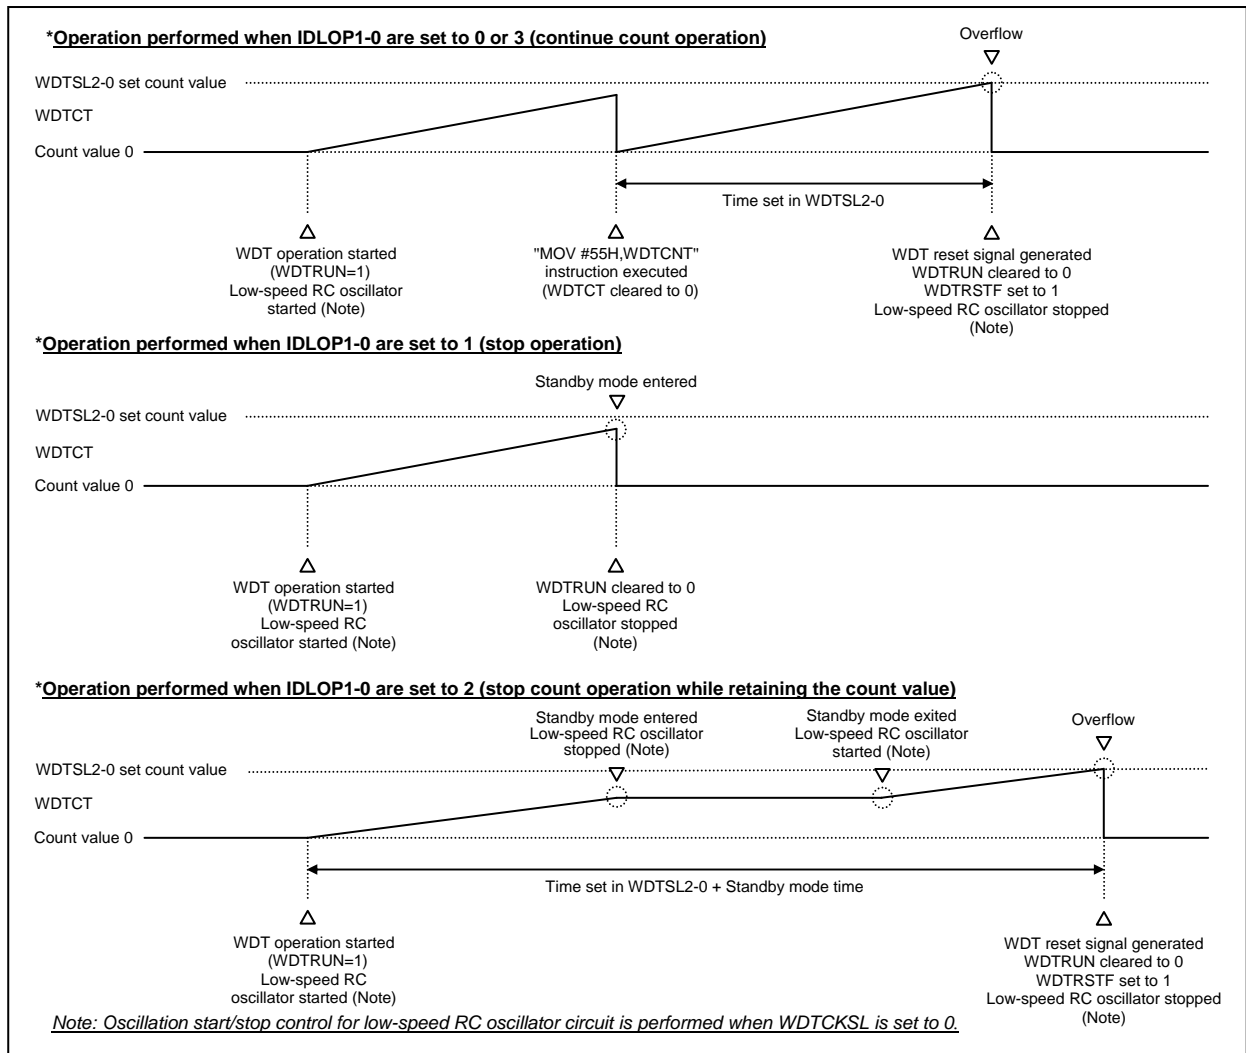 *Operation performed when IDLOP1-0 are set to 0 or 3 (continue count operation)
Overflow
WDTSL2-0 set count value
WDTCT
Count value 0
Time set in WDTSL2-0
WDT operation started
(WDTRUN=1)
Low-speed RC oscillator
started (Note)
"MOV #55H,WDTCNT"
instruction executed
(WDTCT cleared to 0)
WDT reset signal generated
WDTRUN cleared to 0
WDTRSTF set to 1
Low-speed RC oscillator stopped
(Note)
*Operation performed when IDLOP1-0 are set to 1 (stop operation)
Standby mode entered
WDTSL2-0 set count value
WDTCT
Count value 0
WDT operation started
(WDTRUN=1)
Low-speed RC
oscillator started (Note)
WDTRUN cleared to 0
Low-speed RC
oscillator stopped
(Note)
*Operation performed when IDLOP1-0 are set to 2 (stop count operation while retaining the count value)
Standby mode entered
Low-speed RC oscillator
stopped (Note)
Standby mode exited
Low-speed RC oscillator
started (Note)
Overflow
WDTSL2-0 set count value
WDTCT
Count value 0
Time set in WDTSL2-0 + Standby mode time
WDT operation started
(WDTRUN=1)
Low-speed RC
oscillator started (Note)
WDT reset signal generated
WDTRUN cleared to 0
WDTRSTF set to 1
Low-speed RC oscillator stopped
(Note)
Note: Oscillation start/stop control for low-speed RC oscillator circuit is performed when WDTCKSL is set to 0.